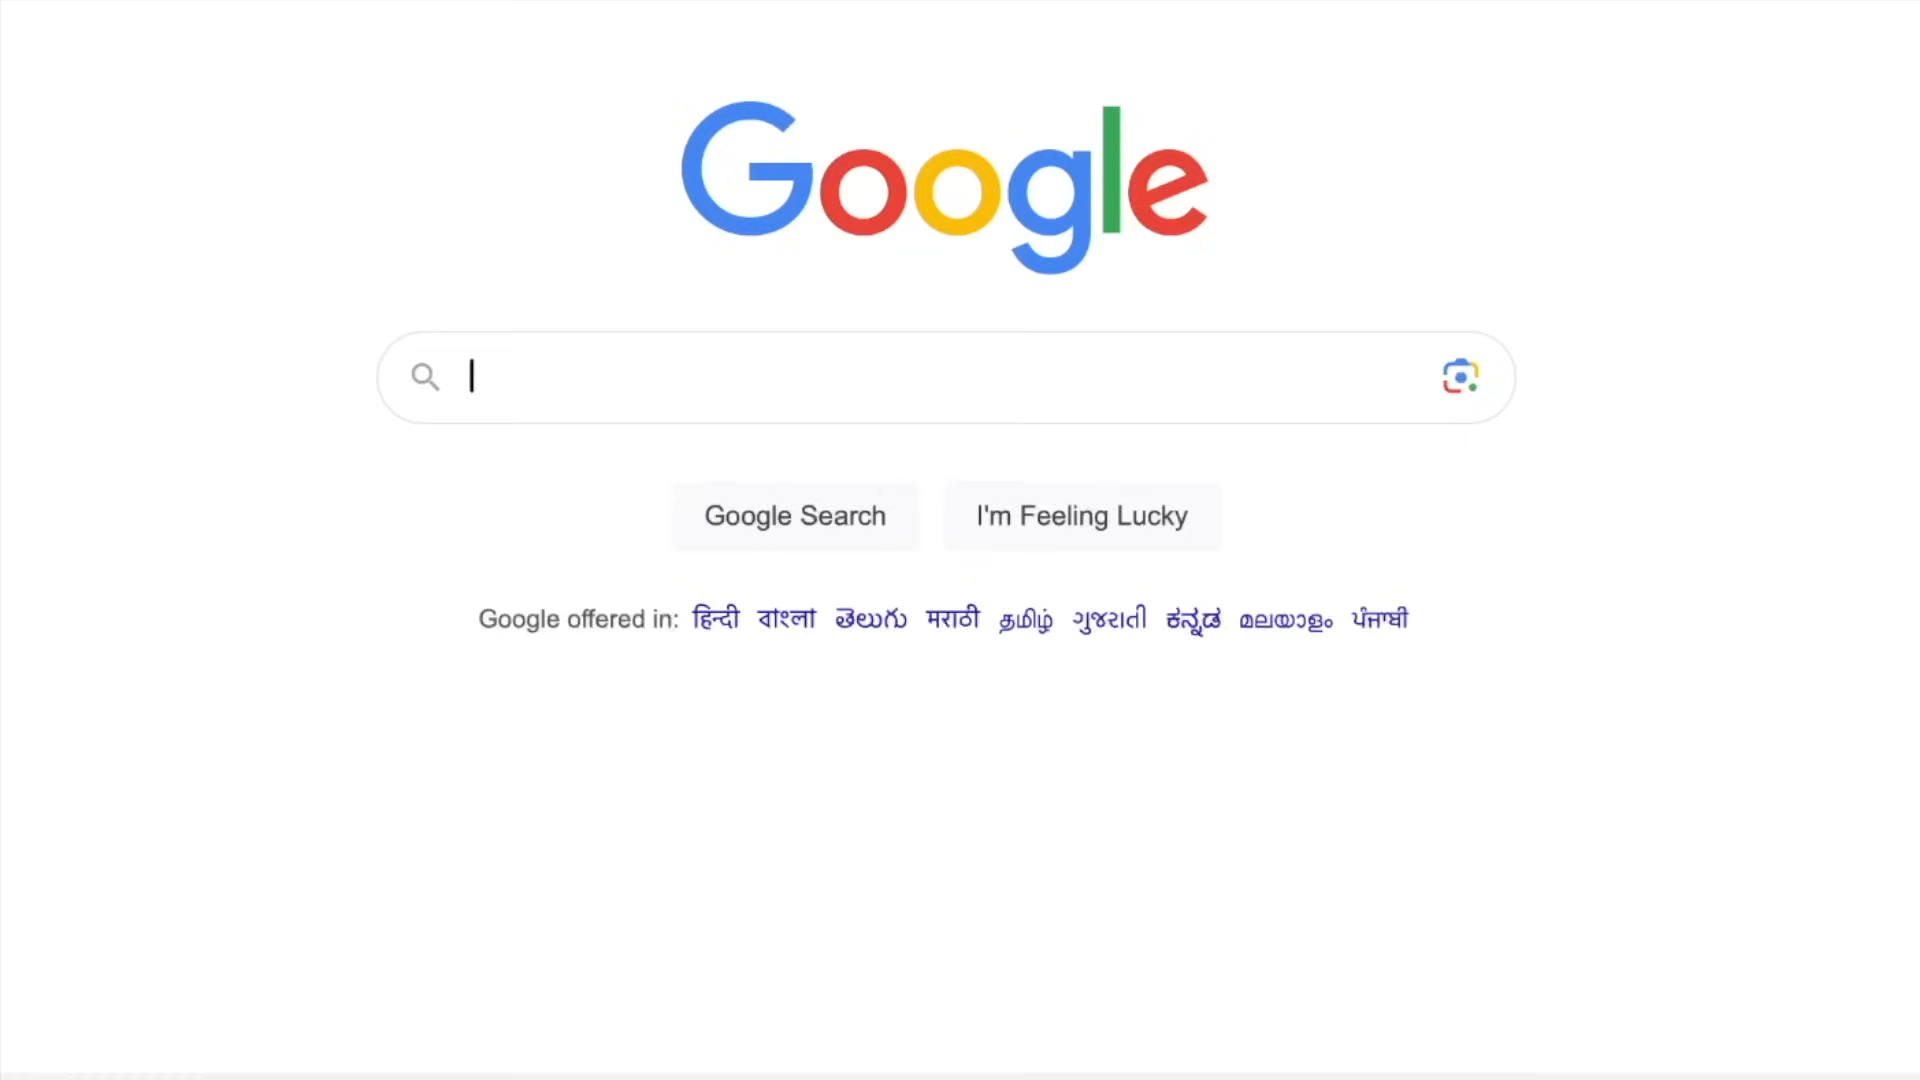 Google
Google Search
I'm Feeling Lucky
Google offered in: हिन्दी বাংলা తెలుగు मराठी தமிழ் ગુજરાતી ಕನ್ನಡ മലയാളം ਪੰਜਾਬੀ